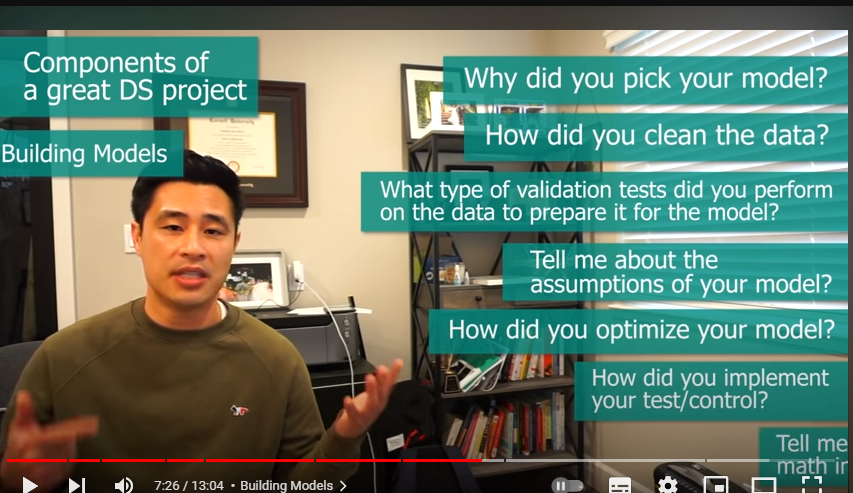 Components of
a great DS project
Building Models
Cornell University
Why did you pick your model?
How did you clean the data?
What type of validation tests did you perform
on the data to prepare it for the model?
Tell me about the
assumptions of your model?
How did you optimize your model?
How did you implement
your test/control?
Tell me
math in
7:26 / 13:04 • Building Models